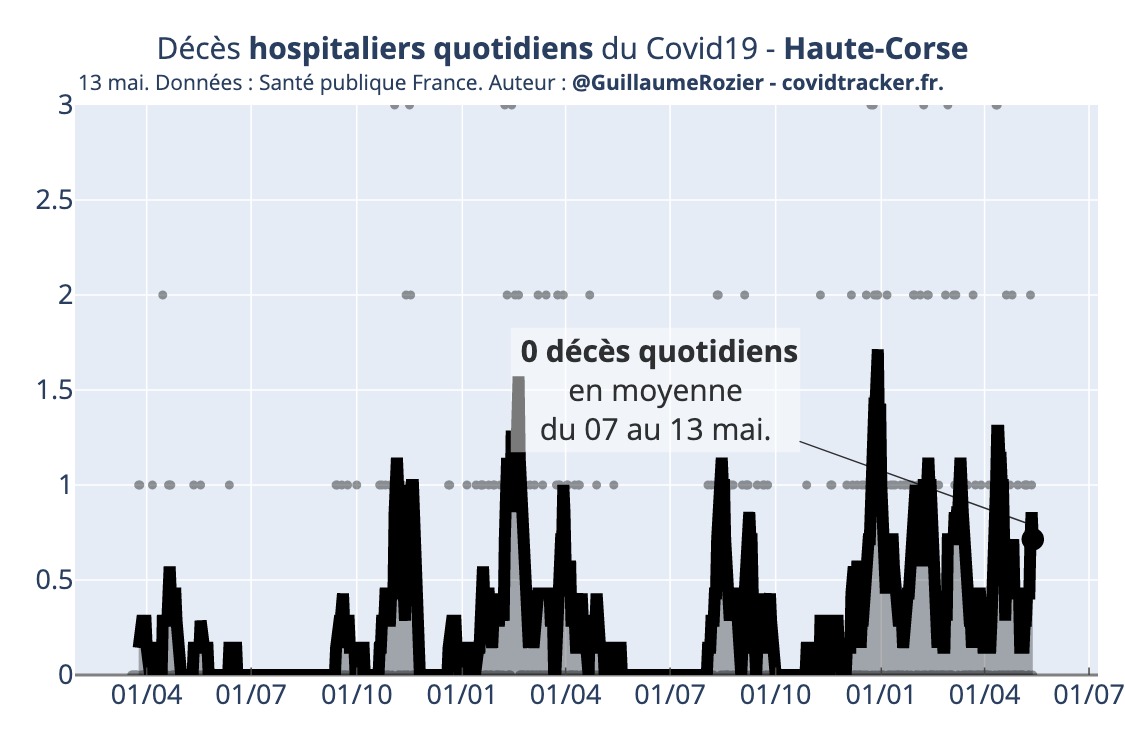 Décès hospitaliers quotidiens du Covid19 - Haute-Corse
13 mai. Données : Santé publique France. Auteur : @GuillaumeRozier - covidtracker.fr.
3
2.5
2
1.5
1
0.5
0
0 décès quotidiens
en moyenne
du 07 au 13 mai.
01/04 01/07 01/10 01/01 01/04 01/07 01/10 01/01 01/04 01/07